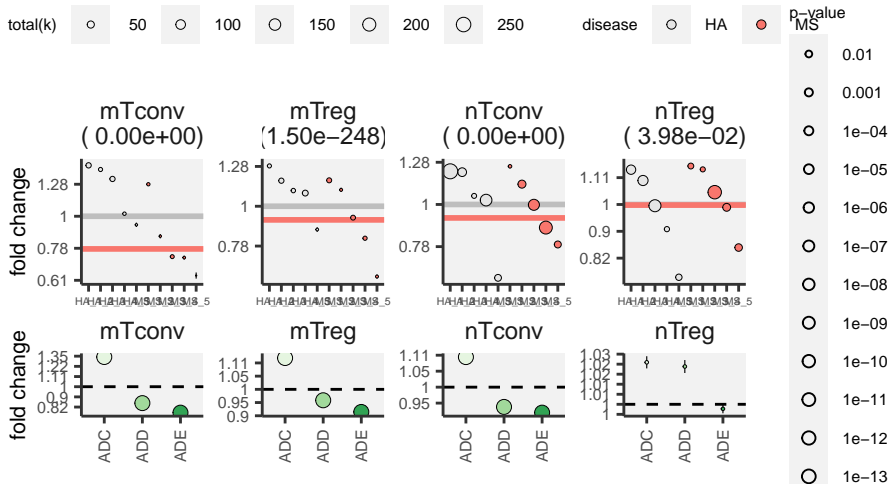 total(k) 50 100 150 200 250 disease HA MS
p−value
0.01
0.001
1e−04
1e−05
1e−06
1e−07
1e−08
1e−09
1e−10
1e−11
1e−12
1e−13
mTconv mTreg nTconv nTreg
( 0.00e+00) (1.50e−248) ( 0.00e+00) ( 3.98e−02)
fold change
1.28
1
0.78
0.61
1.28
1
0.78
1.28
1
0.78
1.11
1
0.9
0.82
mTconv mTreg nTconv nTreg
fold change
1.35
1.22
1.11
1
0.9
0.82
1.11
1.05
1
0.95
0.9
1.11
1.05
1
0.95
1.03
1.02
1.02
1.01
1.01
1
ADC ADD ADE ADC ADD ADE ADC ADD ADE ADC ADD ADE